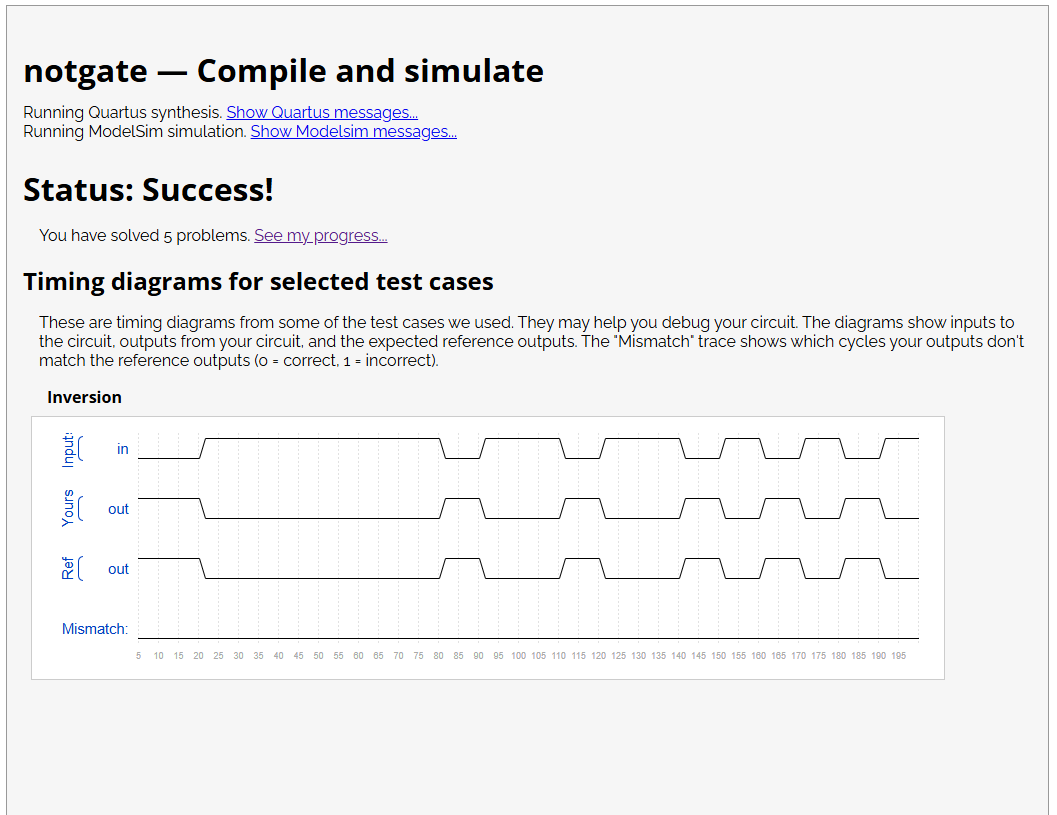 notgate — Compile and simulate
Running Quartus synthesis. Show Quartus messages...
Running ModelSim simulation. Show Modelsim messages...
Status: Success!
You have solved 5 problems. See my progress...
Timing diagrams for selected test cases
These are timing diagrams from some of the test cases we used. They may help you debug your circuit. The diagrams show inputs to
the circuit, outputs from your circuit, and the expected reference outputs. The "Mismatch" trace shows which cycles your outputs don't
match the reference outputs (0 = correct, 1 = incorrect).
Inversion
Inputs in
Yours out
Ref out
Mismatch:
5 10 15 20 25 30 35 40 45 50 55 60 65 70 75 80 85 90 95 100 105 110 115 120 125 130 135 140 145 150 155 160 165 170 175 180 185 190 195